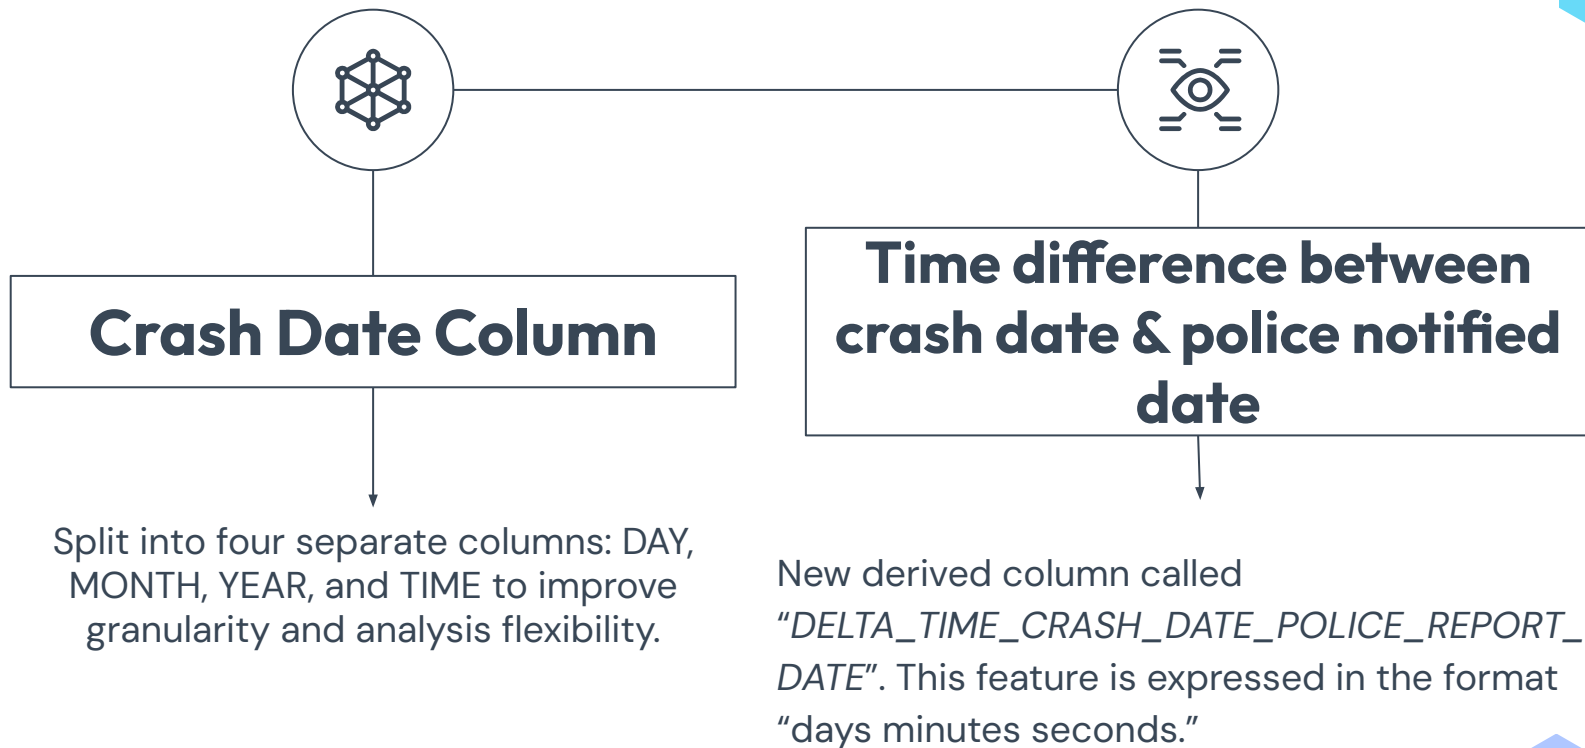 Crash Date Column
Split into four separate columns: DAY,
MONTH, YEAR, and TIME to improve
granularity and analysis flexibility.
Time difference between
crash date & police notified
date
New derived column called
“DELTA_TIME_CRASH_DATE_POLICE_REPORT_
DATE”. This feature is expressed in the format
“days minutes seconds.”